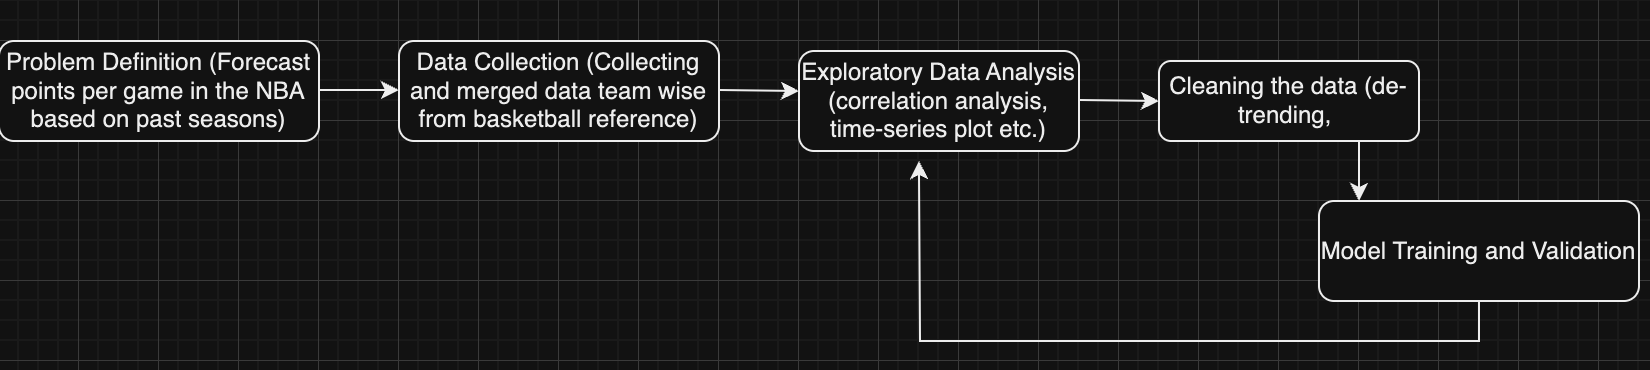 Problem Definition (Forecast
points per game in the NBA
based on past seasons)
Data Collection (Collecting
and merged data team wise
from basketball reference)
Exploratory Data Analysis
(correlation analysis,
time-series plot etc.)
Cleaning the data (de-
trending,
Model Training and Validation